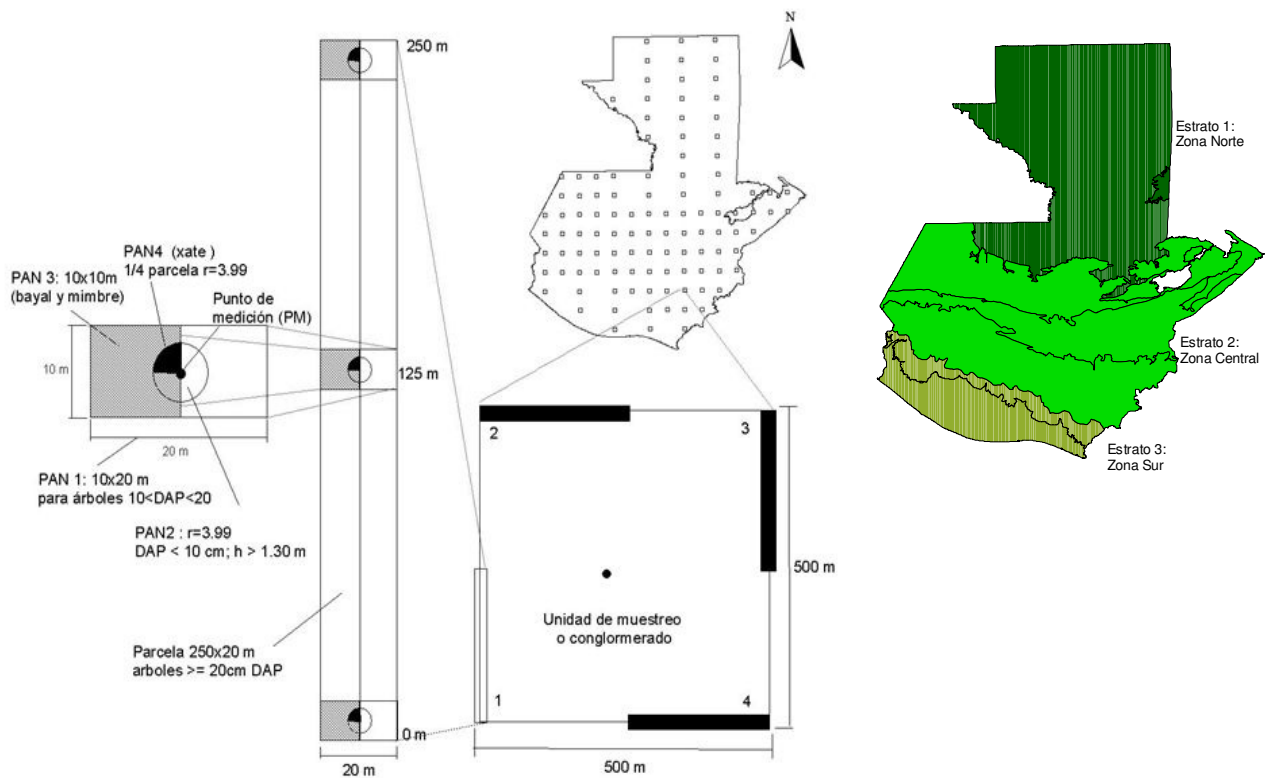 250 m
N
Estrato 1:
Zona Norte
PAN4 (xate )
1/4 parcela r=3.99
PAN 3: 10x10m
(bayal y mimbre)
Punto de
medición (PM)
10 m
125 m
20 m
Estrato 2:
Zona Central
Estrato 3:
Zona Sur
PAN 1: 10x20 m
para árboles 10<DAP<20
PAN2 : r=3.99
DAP < 10 cm; h > 1.30 m
2
3
500 m
Unidad de muestreo
o conglormerado
Parcela 250x20 m
arboles >= 20cm DAP
1
4
0 m
20 m
500 m